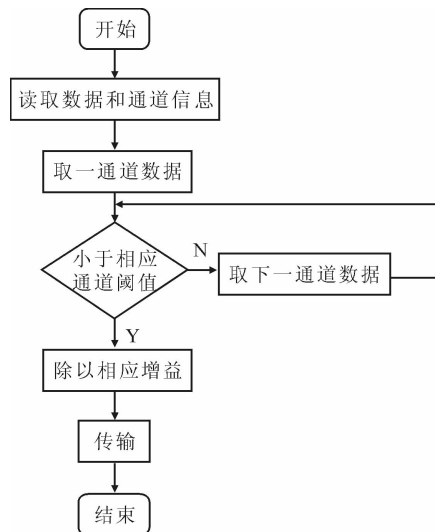 开始
读取数据和通道信息
取一通道数据
小于相应
通道阈值
N
取下一通道数据
Y
除以相应增益
传输
结束